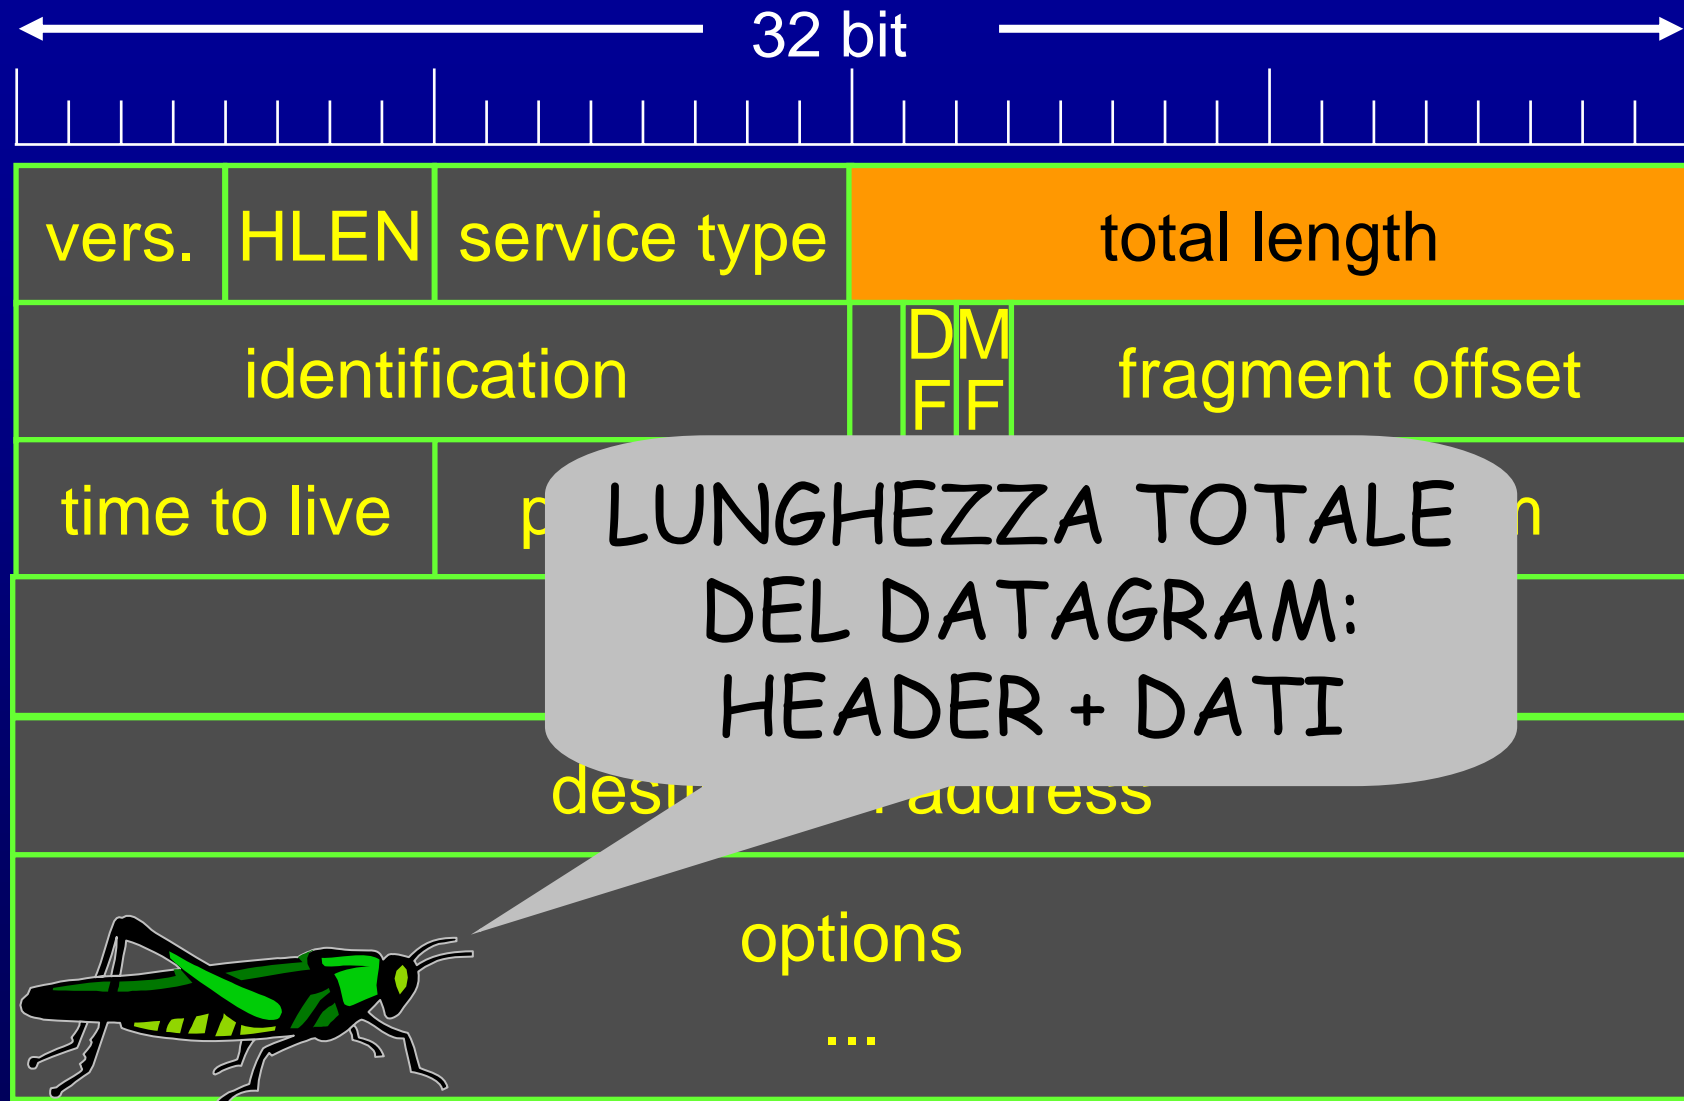 32 bit
vers. HLEN service type total length
identification D M fragment offset
F F
time to live
LUNGHEZZA TOTALE
DEL DATAGRAM:
HEADER + DATI
address
options
...